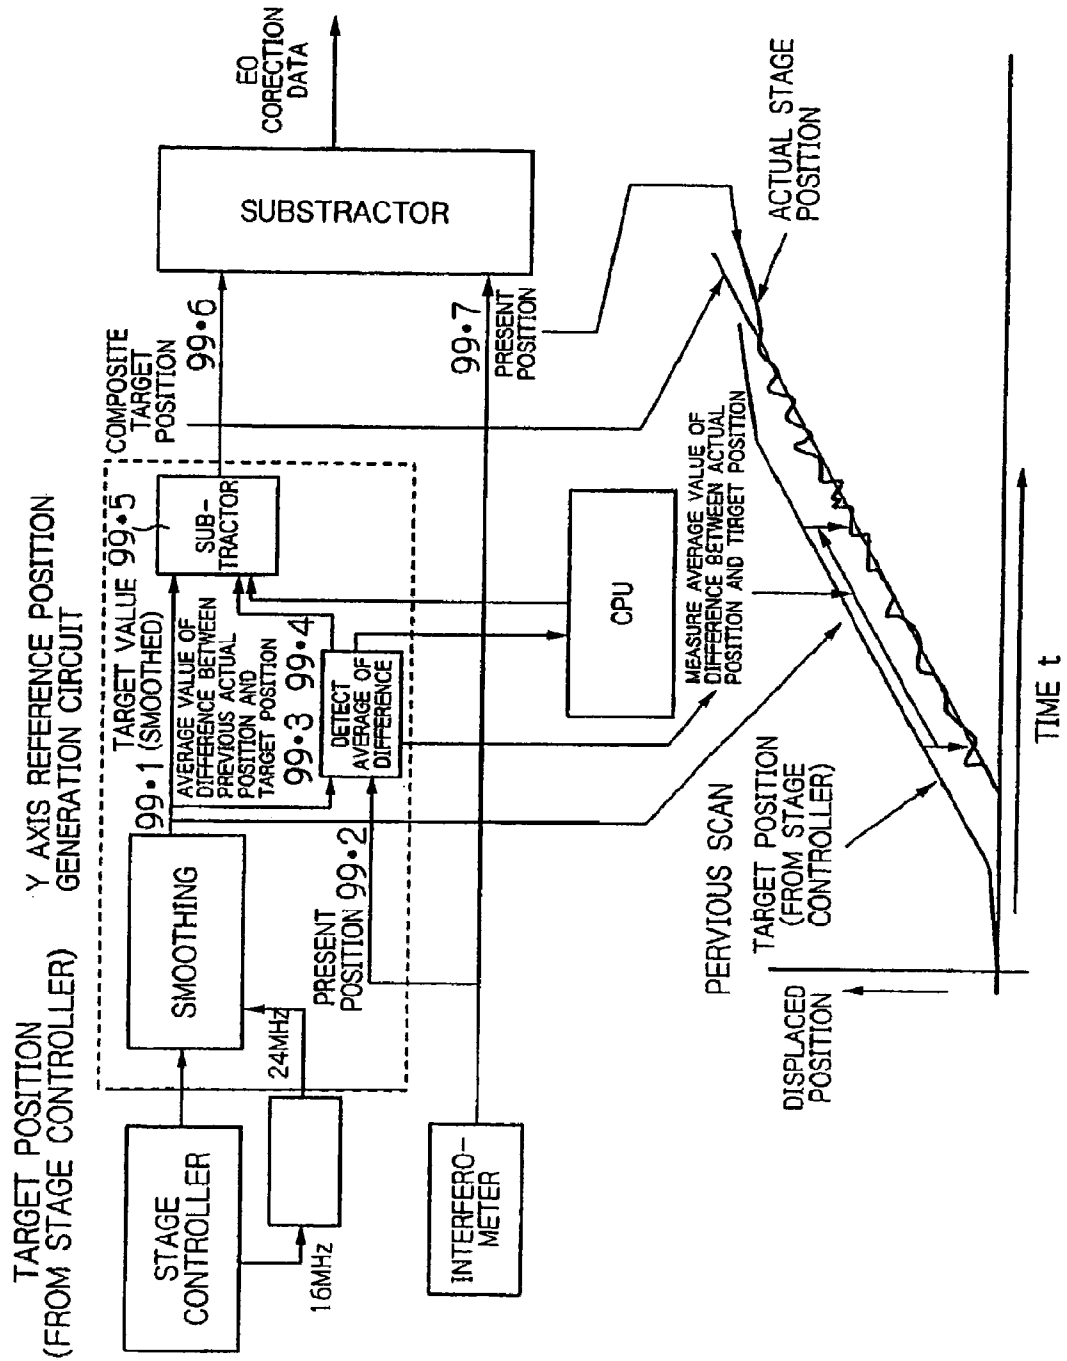 TARGET POSITION
(FROM STAGE CONTROLLER)
Y AXIS REFERENCE POSITION
GENERATION CIRCUIT
STAGE
CONTROLLER
16MHz
24MHz
SMOOTHING
TARGET VALUE 99•5
99•1 (SMOOTHED)
AVERAGE VALUE OF
DIFFERENCE BETWEEN
PREVIOUS ACTUAL
POSITION AND
TARGET POSITION
99•3 99•4
DETECT
AVERAGE OF
DIFFERENCE
PRESENT
POSITION 99•2
SUB-
TRACTOR
COMPOSITE
TARGET
POSITION
99•6
SUBSTRACTOR
EO
CORECTION
DATA
99•7
PRESENT
POSITION
INTERFERO-
METER
CPU
MEASURE AVERAGE VALUE OF
DIFFERENCE BETWEEN ACTUAL
POSITION AND TIRGET POSITION
ACTUAL STAGE
POSITION
PERVIOUS SCAN
TARGET POSITION
(FROM STAGE
CONTROLLER)
DISPLACED
POSITION
TIME t